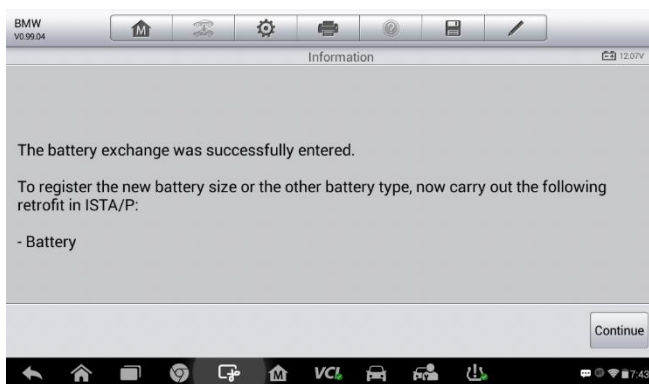 BMW
V0.99.04
Information
12.07V
The battery exchange was successfully entered.
To register the new battery size or the other battery type, now carry out the following
retrofit in ISTA/P:
- Battery
Continue
VCI
7:43